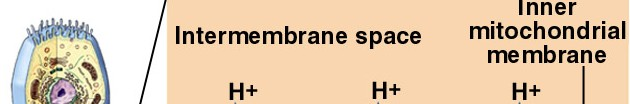 Intermembrane space
Inner
mitochondrial
membrane
H+ H+ H+